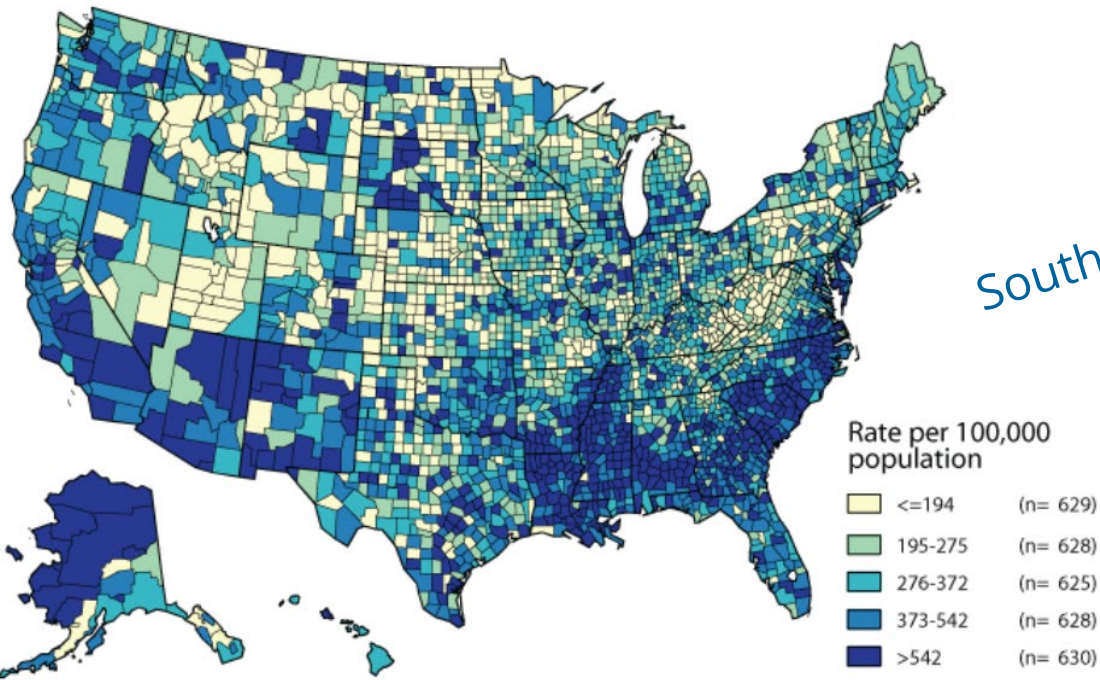 South
Rate per 100,000
population
<=194 (n= 629)
195-275 (n= 628)
276-372 (n= 625)
373-542 (n= 628)
>542 (n= 630)